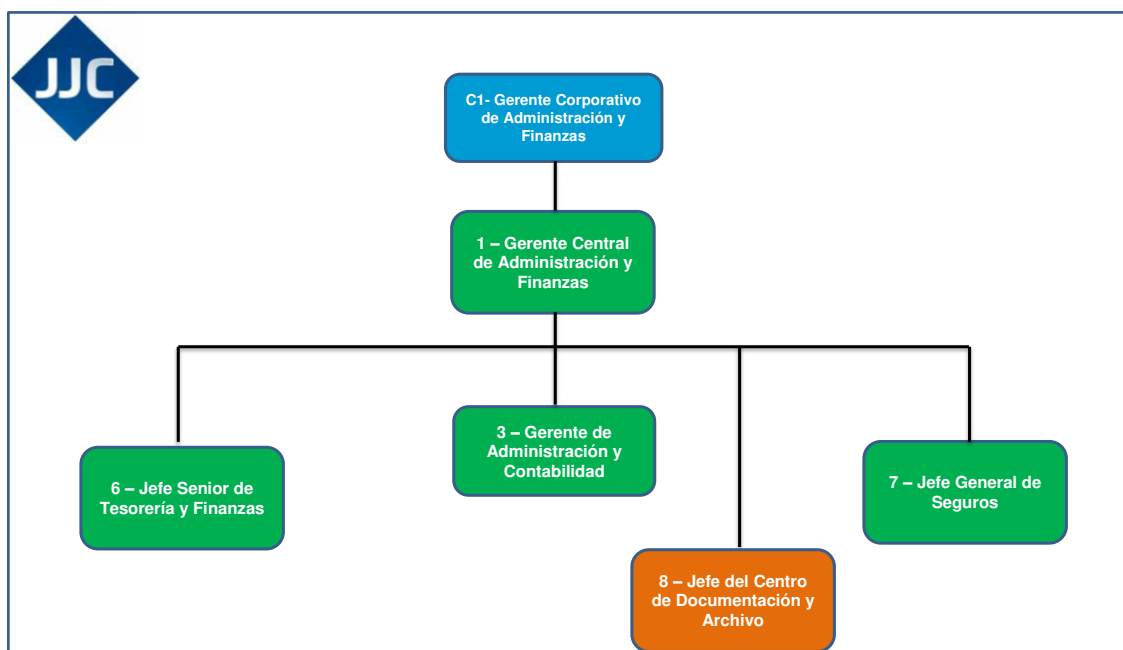 JJC
C1- Gerente Corporativo
de Administración y
Finanzas
1 – Gerente Central
de Administración y
Finanzas
3 – Gerente de
Administración y
Contabilidad
6 – Jefe Senior de
Tesorería y Finanzas
7 – Jefe General de
Seguros
8 – Jefe del Centro
de Documentación y
Archivo